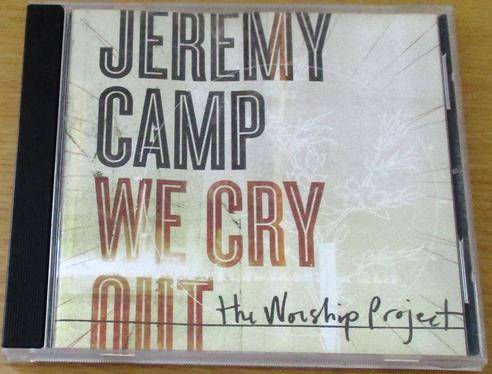 JEREMY
CAMP
WE CRY
OUT
the Worship Project